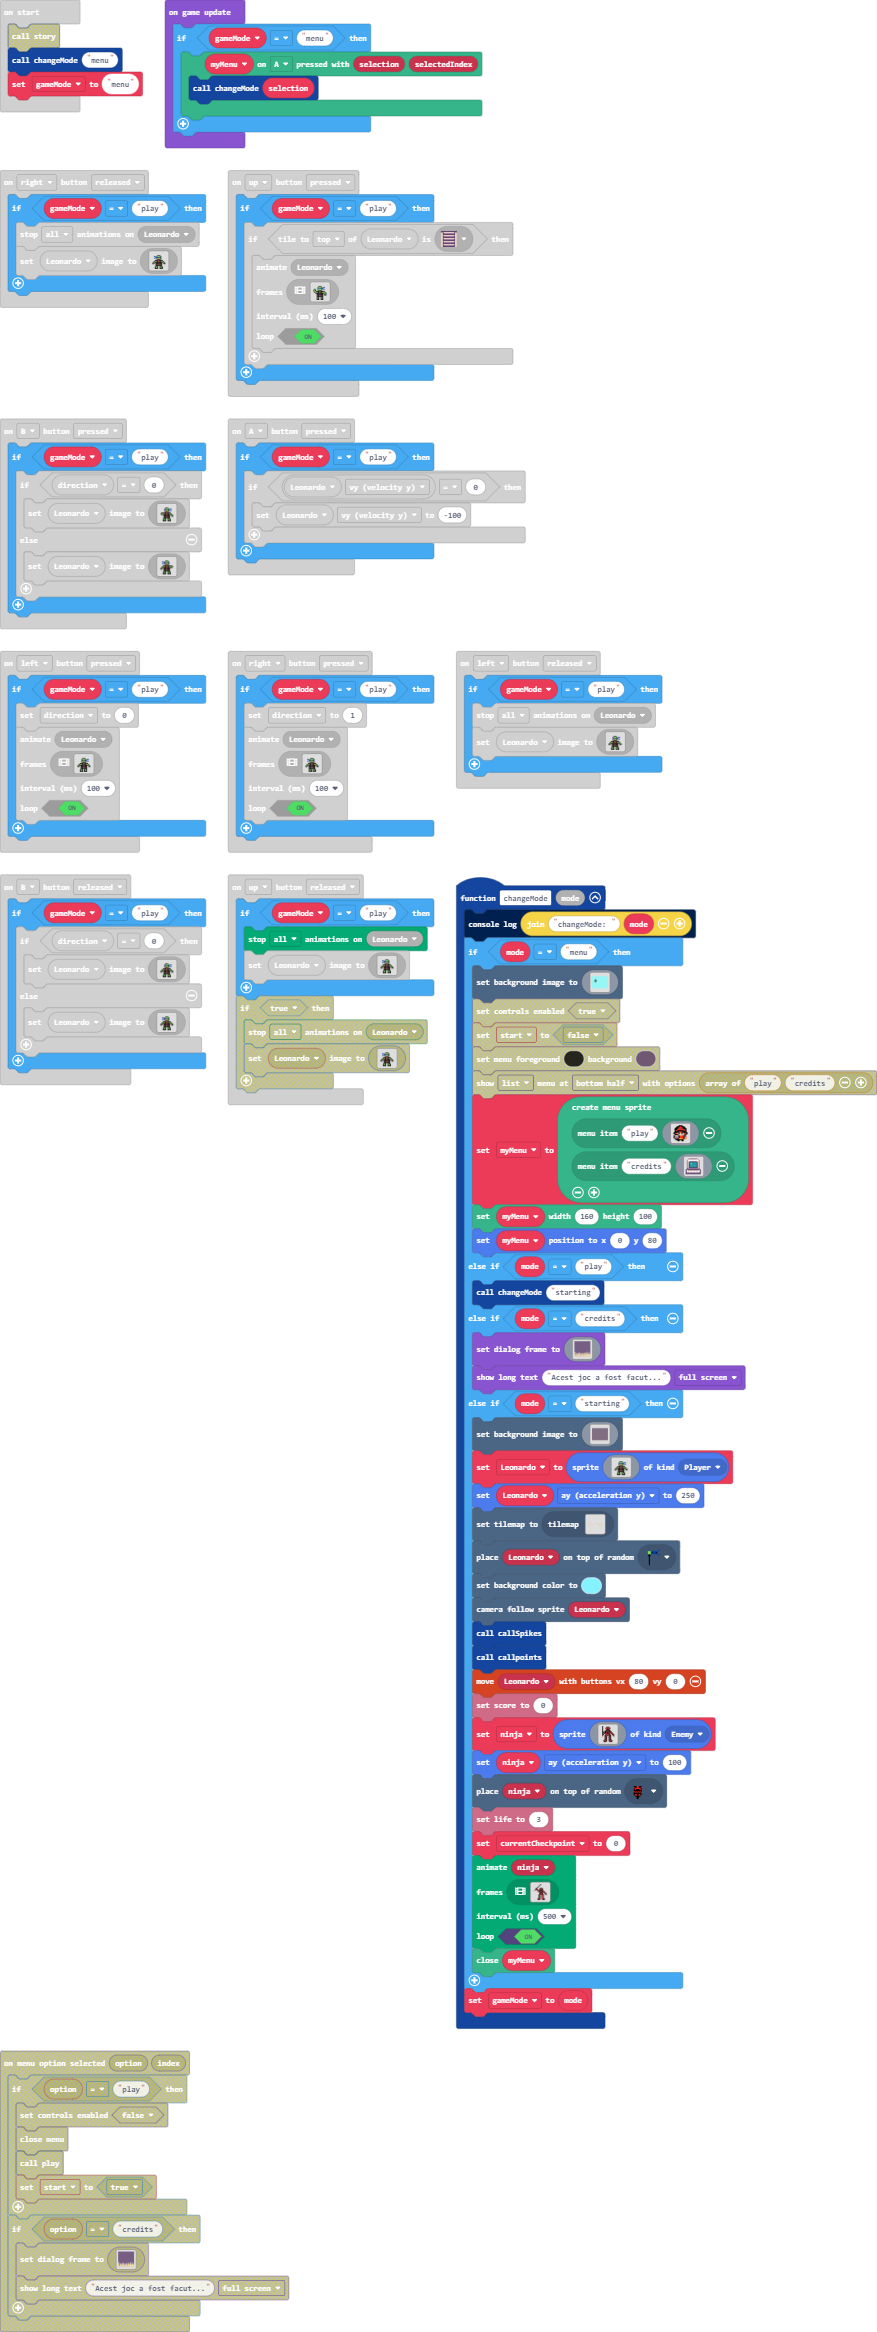 on start
call story
call changeMode "menu"
set gameMode to "menu"
on game update
if gameMode = "menu" then
myMenu on A pressed with selection selectedIndex
call changeMode selection
on right button released
if gameMode = "play" then
stop all animations on Leonardo
set Leonardo image to
on up button pressed
if gameMode = "play" then
if tile to top of Leonardo is then
animate Leonardo
frames
interval (ms) 100
loop ON
on B button pressed
if gameMode = "play" then
if direction = 0 then
set Leonardo image to
else
set Leonardo image to
on A button pressed
if gameMode = "play" then
if Leonardo vy (velocity y) = 0 then
set Leonardo vy (velocity y) to -100
on left button pressed
if gameMode = "play" then
set direction to 0
animate Leonardo
frames
interval (ms) 100
loop ON
on right button pressed
if gameMode = "play" then
set direction to 1
animate Leonardo
frames
interval (ms) 100
loop ON
on left button released
if gameMode = "play" then
stop all animations on Leonardo
set Leonardo image to
on B button released
if gameMode = "play" then
if direction = 0 then
set Leonardo image to
else
set Leonardo image to
on up button released
if gameMode = "play" then
stop all animations on Leonardo
set Leonardo image to
if true then
stop all animations on Leonardo
set Leonardo image to
function changeMode mode
console log join "changeMode: " mode
if mode = "menu" then
set background image to
set controls enabled true
set start to false
set menu foreground background
show list menu at bottom half with options array of "play" "credits"
set myMenu to
create menu sprite
menu item "play"
menu item "credits"
set myMenu width 160 height 100
set myMenu position to x 0 y 80
else if mode = "play" then
call changeMode "starting"
else if mode = "credits" then
set dialog frame to
show long text "Acest joc a fost facut..." full screen
else if mode = "starting" then
set background image to
set Leonardo to sprite of kind Player
set Leonardo ay (acceleration y) to 250
set tilemap to tilemap
place Leonardo on top of random
set background color to
camera follow sprite Leonardo
call callSpikes
call callpoints
move Leonardo with buttons vx 80 vy 0
set score to 0
set ninja to sprite of kind Enemy
set ninja ay (acceleration y) to 100
place ninja on top of random
set life to 3
set currentCheckpoint to 0
animate ninja
frames
interval (ms) 500
loop ON
close myMenu
set gameMode to mode
on menu option selected option index
if option = "play" then
set controls enabled false
close menu
call play
set start to true
if option = "credits" then
set dialog frame to
show long text "Acest joc a fost facut..." full screen